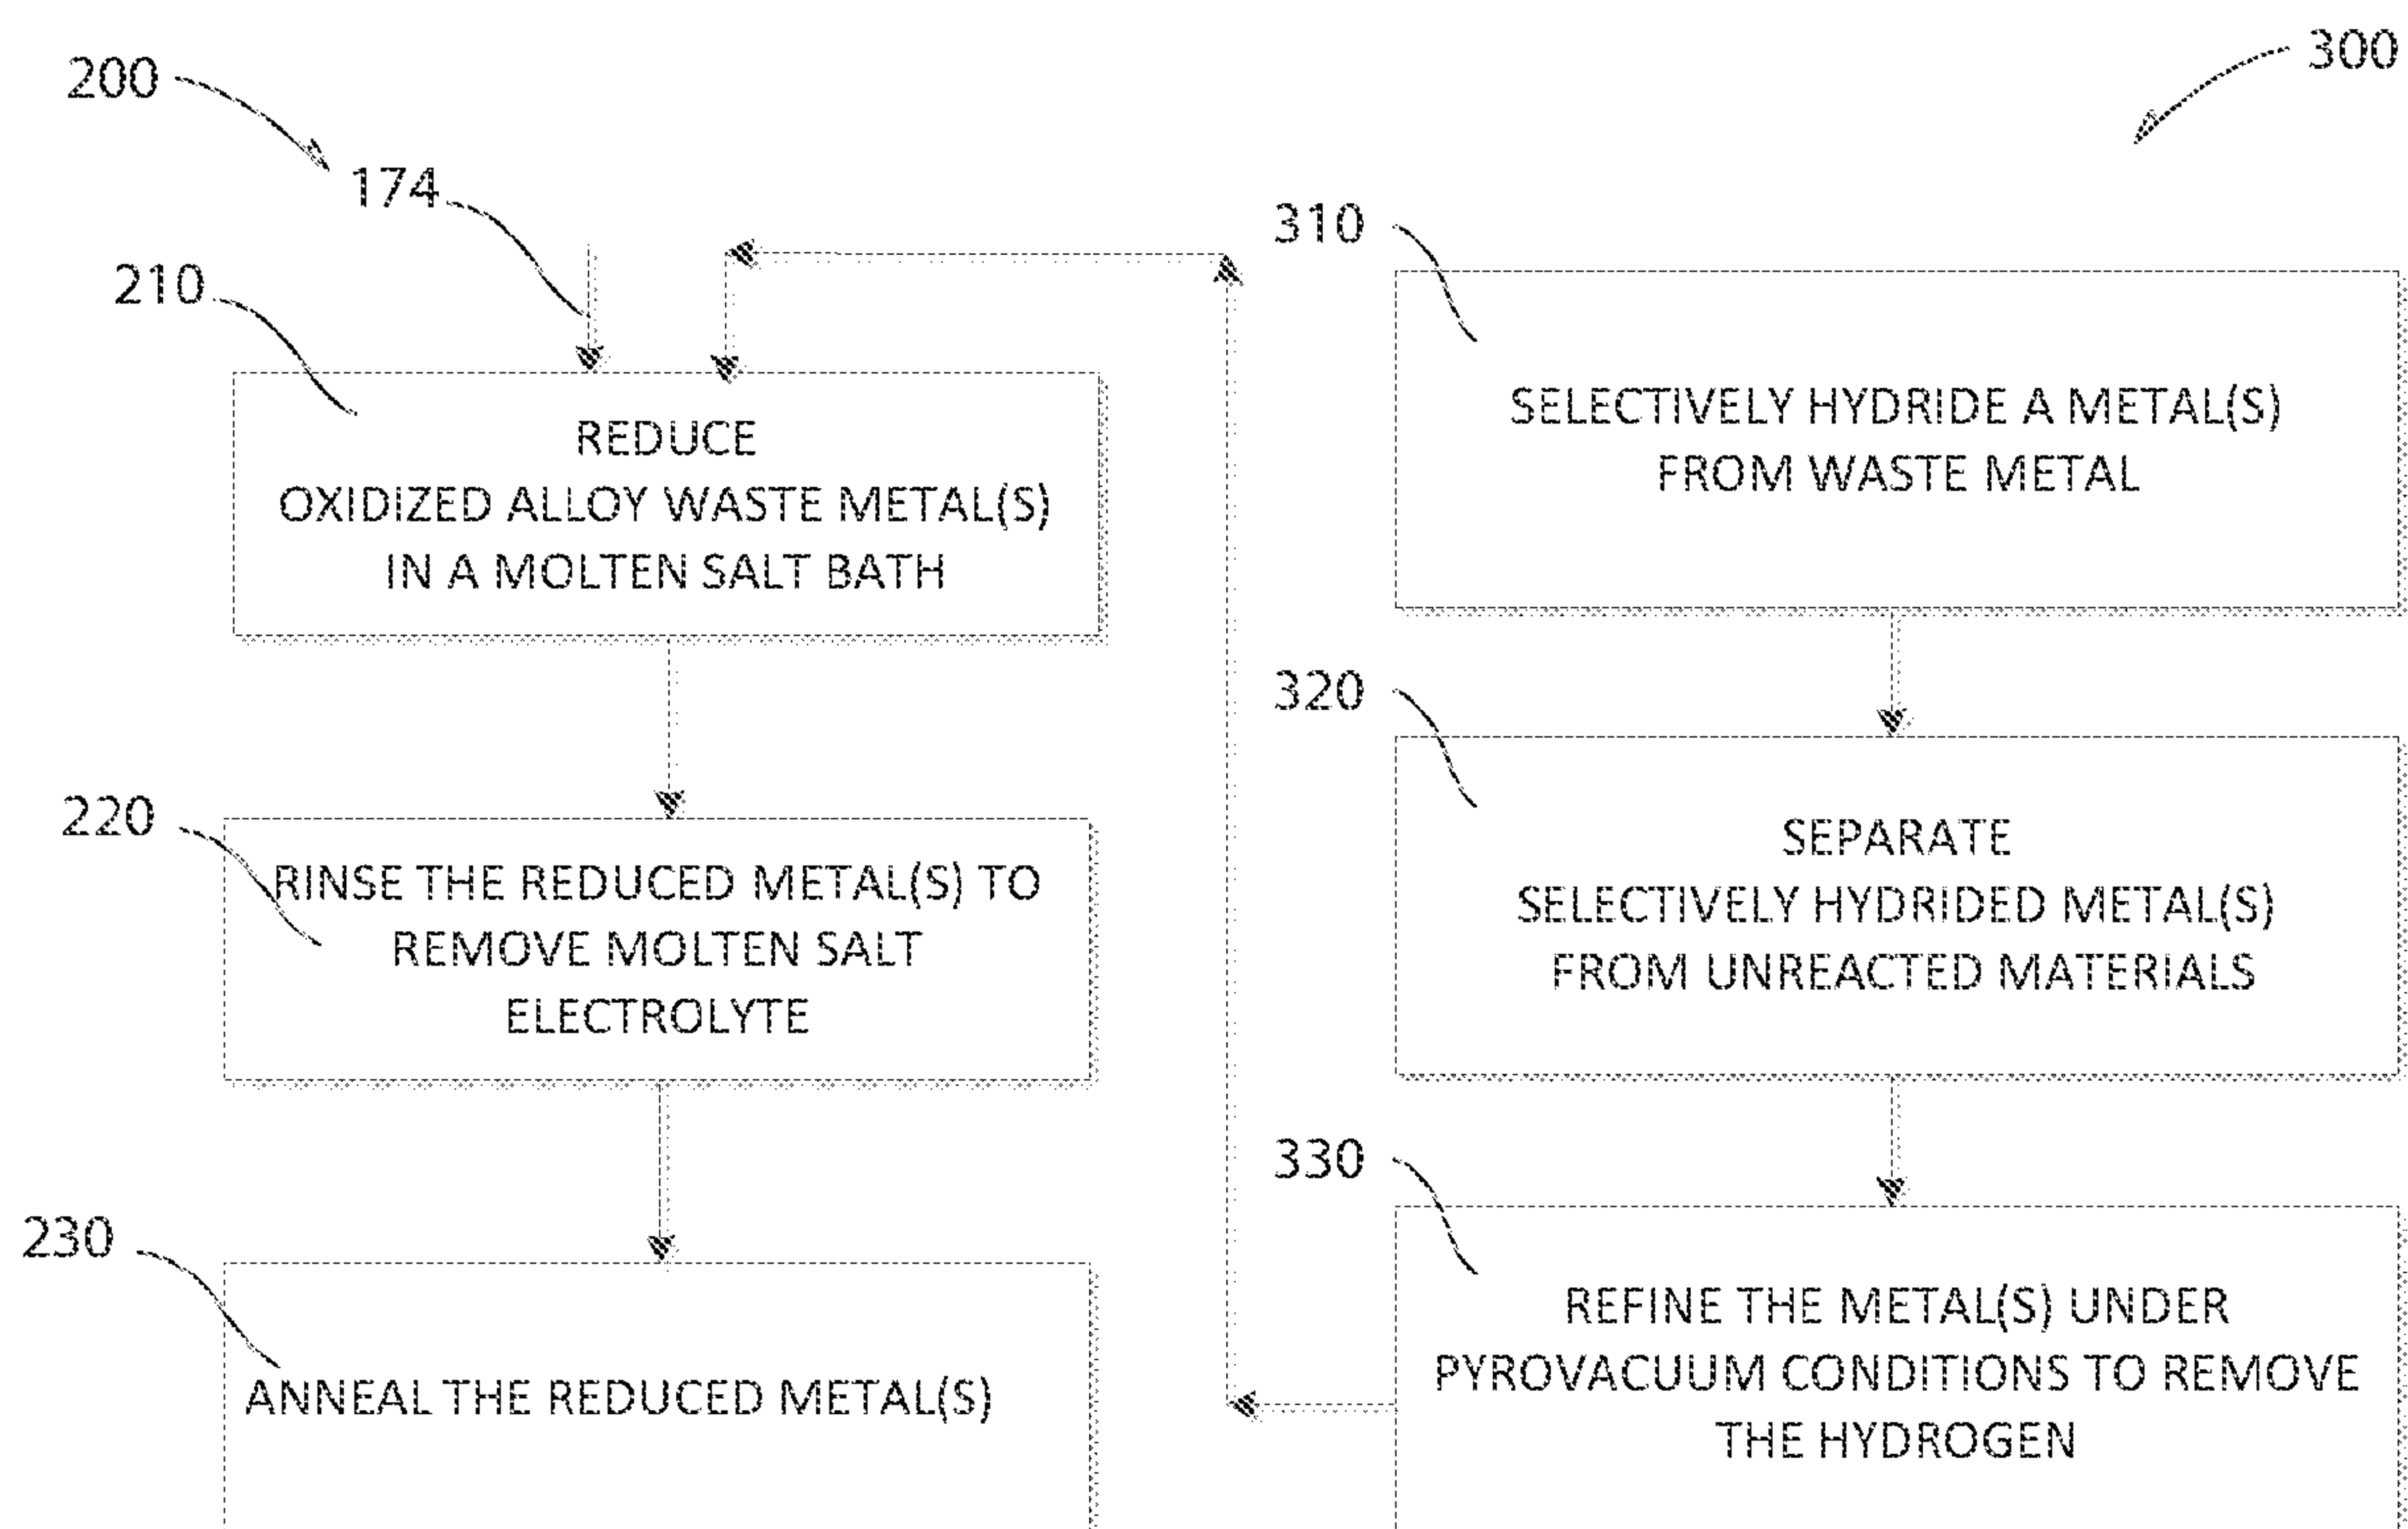 200
174
210
REDUCE
OXIDIZED ALLOY WASTE METAL(S)
IN A MOLTEN SALT BATH
220
RINSE THE REDUCED METAL(S) TO
REMOVE MOLTEN SALT
ELECTROLYTE
230
ANNEAL THE REDUCED METAL(S)
300
310
SELECTIVELY HYDRIDE A METAL(S)
FROM WASTE METAL
320
SEPARATE
SELECTIVELY HYDRIDED METAL(S)
FROM UNREACTED MATERIALS
330
REFINE THE METAL(S) UNDER
PYROVACUUM CONDITIONS TO REMOVE
THE HYDROGEN